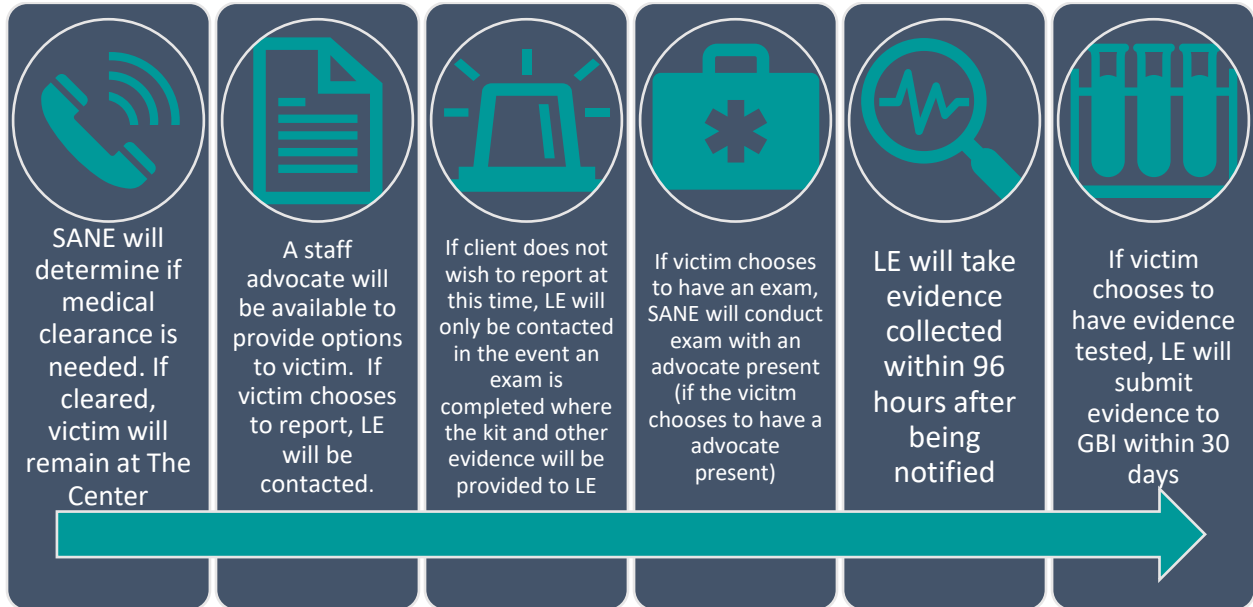 SANE will
determine if
medical
clearance is
needed. If
cleared,
victim will
remain at The
Center
A staff
advocate will
be available to
provide options
to victim.  If
victim chooses
to report, LE
will be
contacted.
If client does not
wish to report at
this time, LE will
only be contacted
in the event an
exam is
completed where
the kit and other
evidence will be
provided to LE
If victim chooses
to have an exam,
SANE will conduct
exam with an
advocate present
(if the vicitm
chooses to have a
advocate
present)
LE will take
evidence
collected
within 96
hours after
being
notified
If victim
chooses to
have evidence
tested, LE will
submit
evidence to
GBI within 30
days